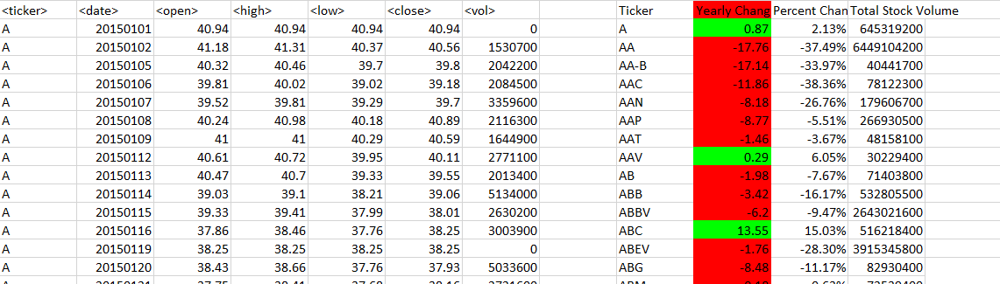 <ticker> <date> <open> <high> <low> <close> <vol> Ticker Yearly Chang Percent Chan Total Stock Volume
A 20150101 40.94 40.94 40.94 40.94 0 A 0.87 2.13% 645319200
A 20150102 41.18 41.31 40.37 40.56 1530700 AA -17.76 -37.49% 6449104200
A 20150105 40.32 40.46 39.7 39.8 2042200 AA-B -17.14 -33.97% 40441700
A 20150106 39.81 40.02 39.02 39.18 2084500 AAC -11.86 -38.36% 78122300
A 20150107 39.52 39.81 39.29 39.7 3359600 AAN -8.18 -26.76% 179606700
A 20150108 40.24 40.98 40.18 40.89 2116300 AAP -8.77 -5.51% 266930500
A 20150109 41 41 40.29 40.59 1644900 AAT -1.46 -3.67% 48158100
A 20150112 40.61 40.72 39.95 40.11 2771100 AAV 0.29 6.05% 30229400
A 20150113 40.47 40.7 39.33 39.55 2013400 AB -1.98 -7.67% 71403800
A 20150114 39.03 39.1 38.21 39.06 5134000 ABB -3.42 -16.17% 532805500
A 20150115 39.33 39.41 37.99 38.01 2630200 ABBV -6.2 -9.47% 2643021600
A 20150116 37.86 38.46 37.76 38.25 3003900 ABC 13.55 15.03% 516218400
A 20150119 38.25 38.25 38.25 38.25 0 ABEV -1.76 -28.30% 3915345800
A 20150120 38.43 38.66 37.76 37.93 5033600 ABG -8.48 -11.17% 82930400